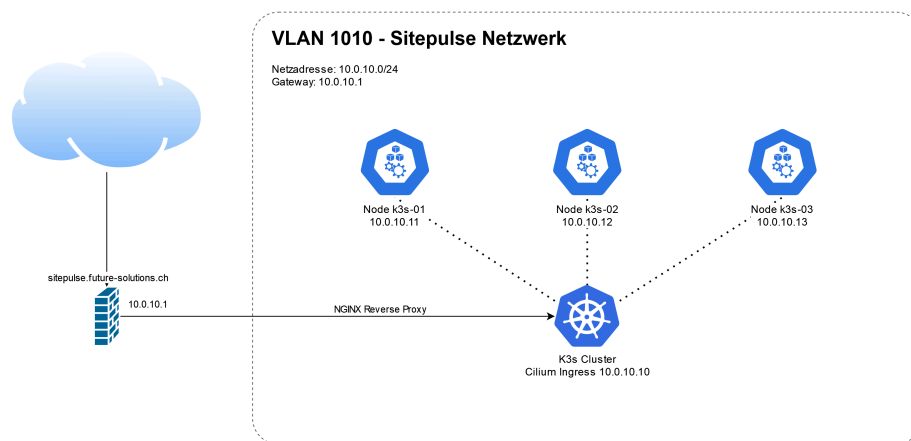 VLAN 1010 - Sitepulse Netzwerk
Netzadresse: 10.0.10.0/24
Gateway: 10.0.10.1
Node k3s-01
10.0.10.11
Node k3s-02
10.0.10.12
Node k3s-03
10.0.10.13
sitepulse.future-solutions.ch
10.0.10.1
NGINX Reverse Proxy
K3s Cluster
Cilium Ingress 10.0.10.10